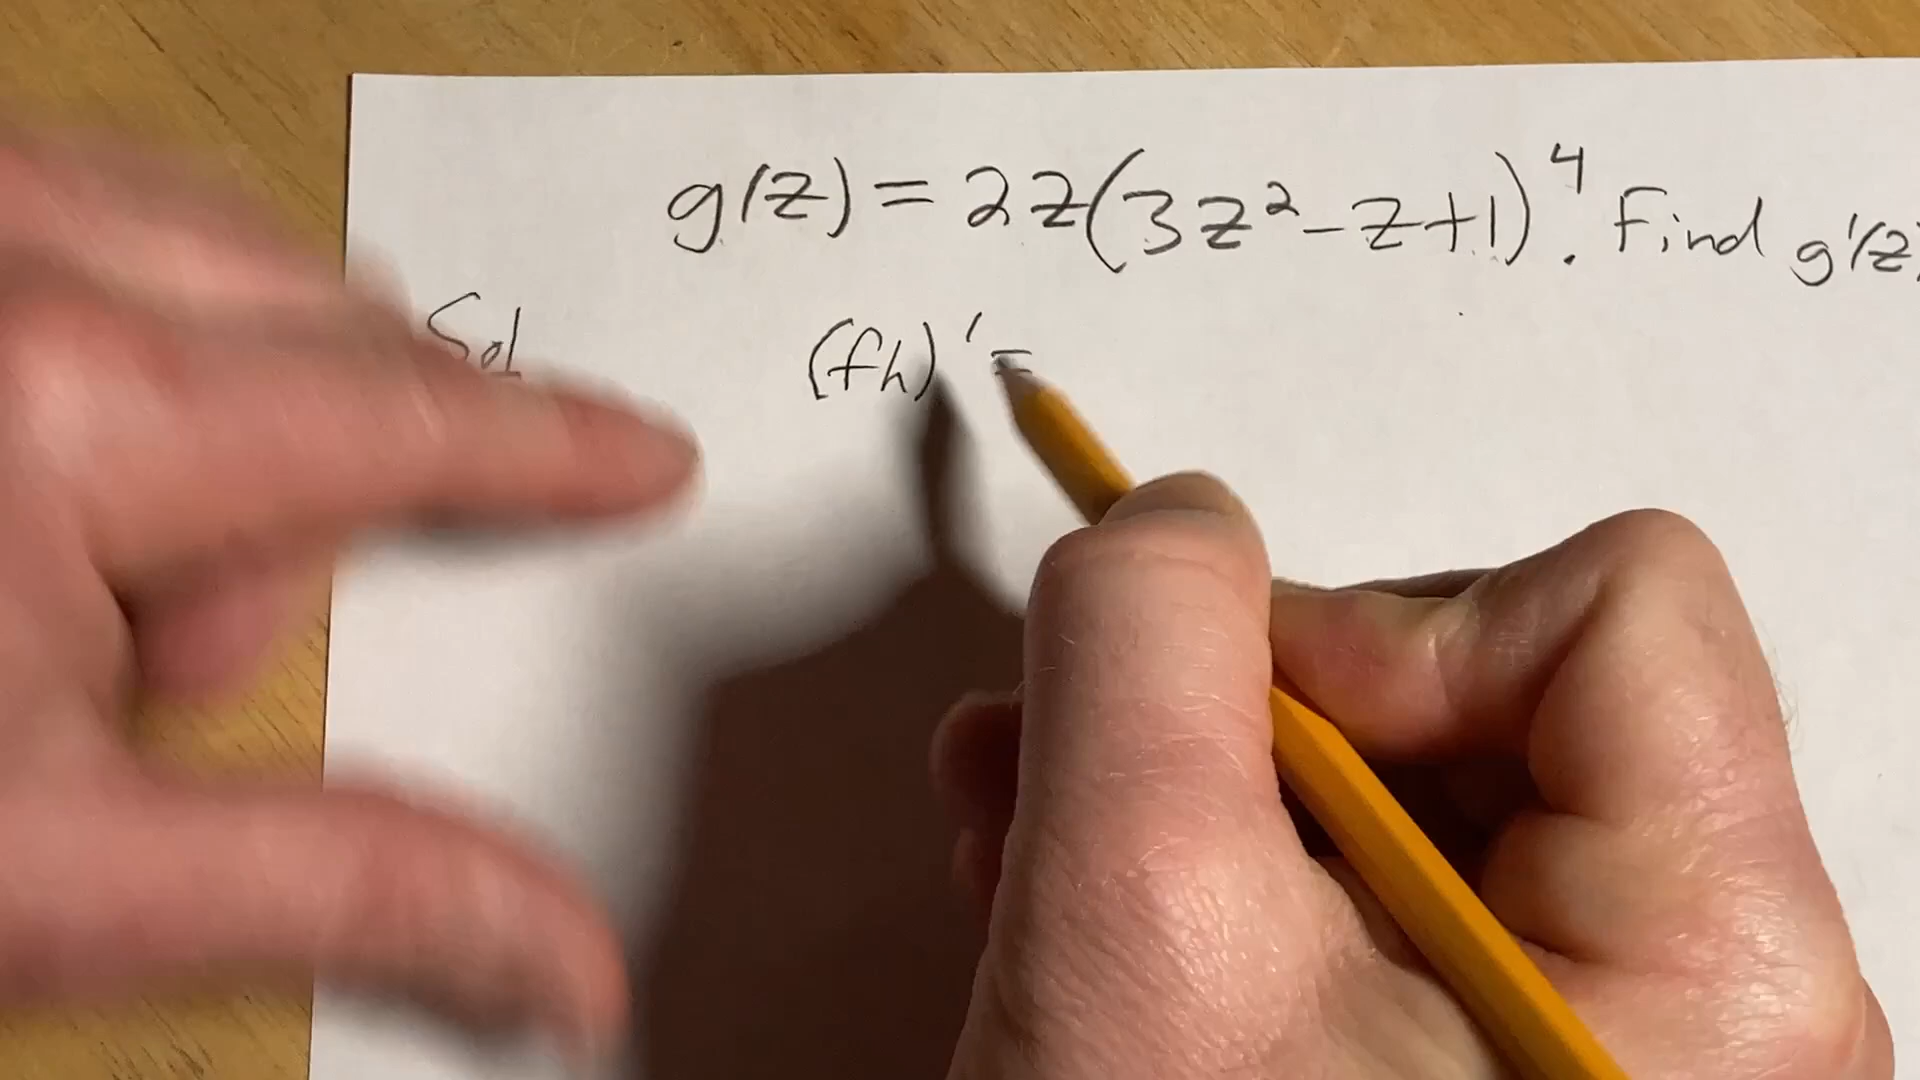 g(z) = 2z(3z²-z+1)⁴. Find g'(z)
Sol (fh)' =